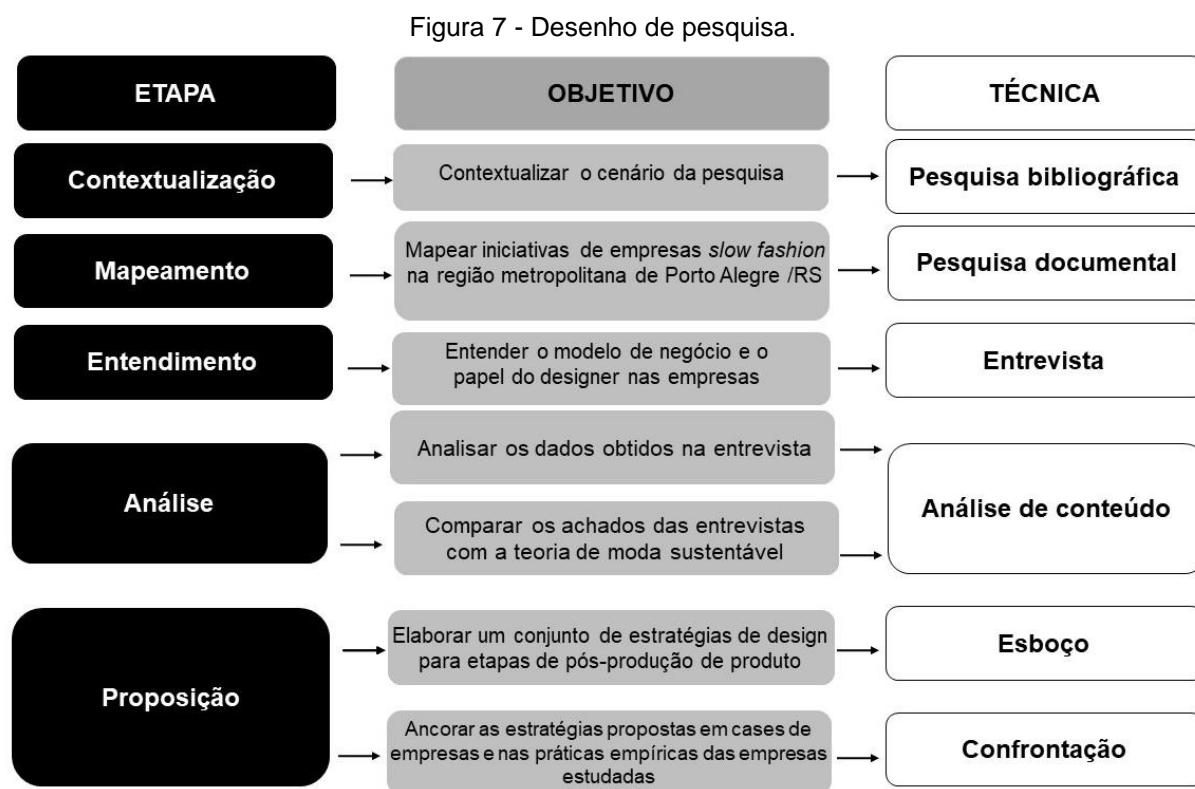 Figura 7 - Desenho de pesquisa.
ETAPA
OBJETIVO
TÉCNICA
Contextualização
Contextualizar o cenário da pesquisa
Pesquisa bibliográfica
Mapeamento
Mapear iniciativas de empresas slow fashion
na região metropolitana de Porto Alegre /RS
Pesquisa documental
Entendimento
Entender o modelo de negócio e o
papel do designer nas empresas
Entrevista
Análise
Analisar os dados obtidos na entrevista
Comparar os achados das entrevistas
com a teoria de moda sustentável
Análise de conteúdo
Proposição
Elaborar um conjunto de estratégias de design
para etapas de pós-produção de produto
Esboço
Ancorar as estratégias propostas em cases de
empresas e nas práticas empíricas das empresas
estudadas
Confrontação